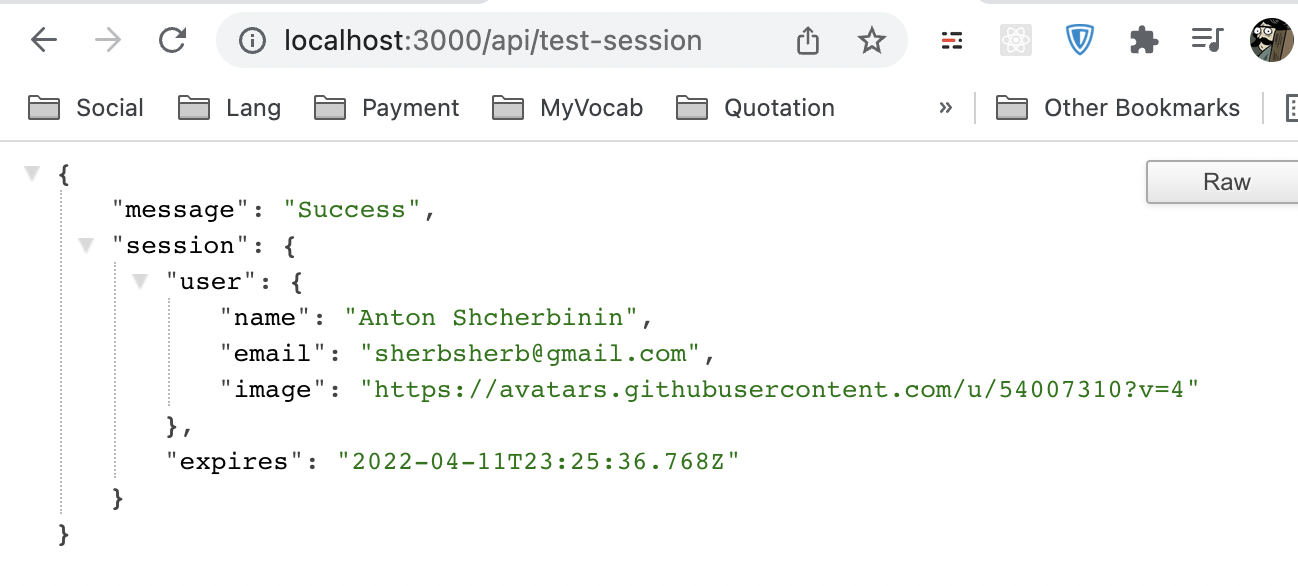 localhost:3000/api/test-session
Social Lang Payment MyVocab Quotation » Other Bookmarks
{
Raw
"message": "Success",
"session": {
"user": {
"name": "Anton Shcherbinin",
"email": "sherbsherb@gmail.com",
"image": "https://avatars.githubusercontent.com/u/54007310?v=4"
},
"expires": "2022-04-11T23:25:36.768Z"
}
}